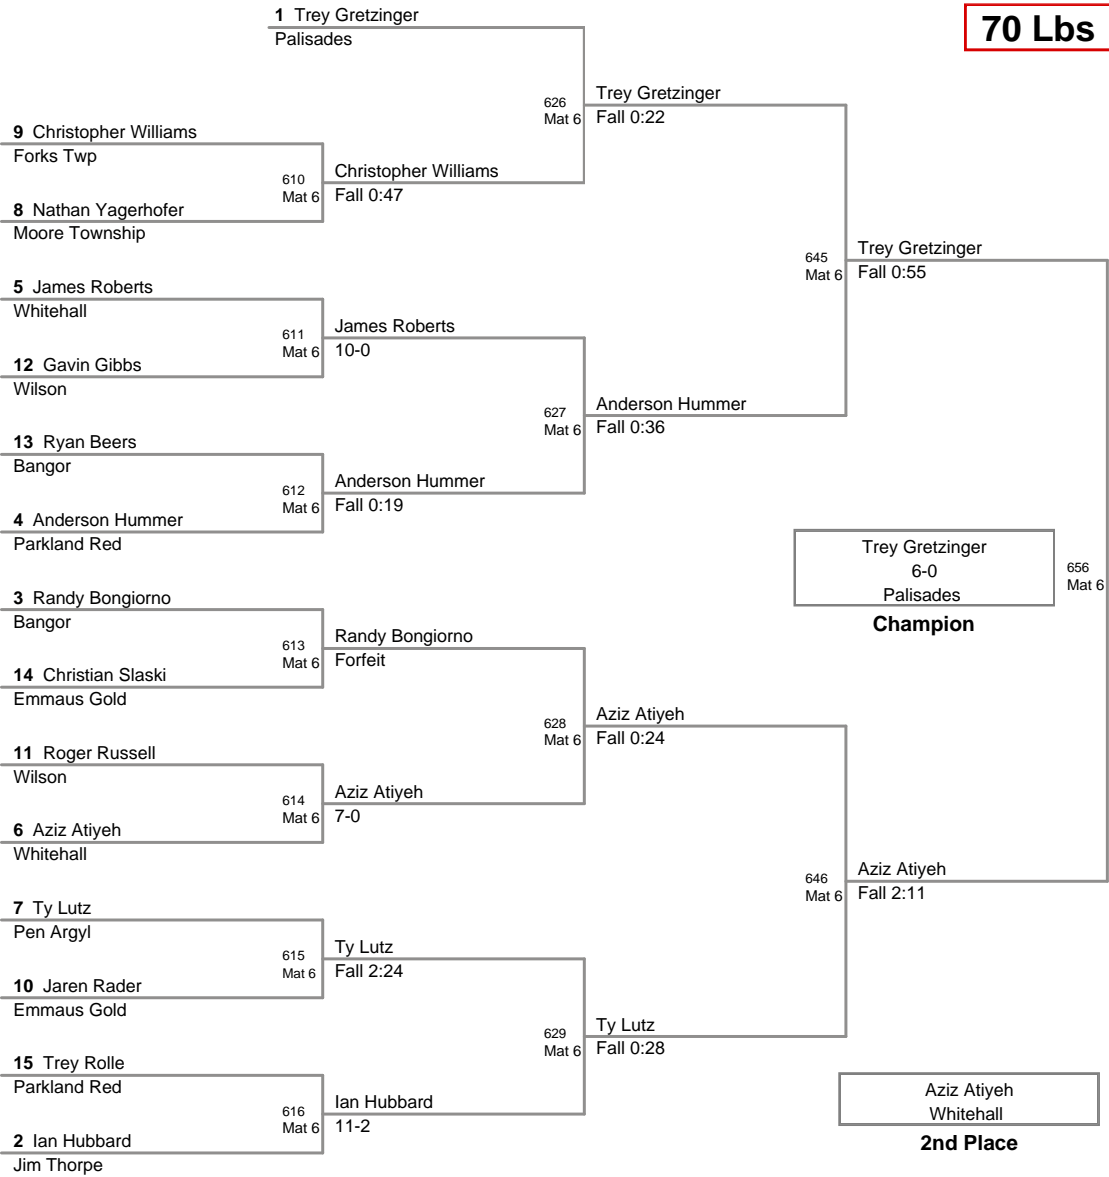 1 Trey Gretzinger
Palisades
70 Lbs
626
Mat 6
Trey Gretzinger
Fall 0:22
9 Christopher Williams
Forks Twp
610
Mat 6
Christopher Williams
Fall 0:47
8 Nathan Yagerhofer
Moore Township
645
Mat 6
Trey Gretzinger
Fall 0:55
5 James Roberts
Whitehall
611
Mat 6
James Roberts
10-0
12 Gavin Gibbs
Wilson
627
Mat 6
Anderson Hummer
Fall 0:36
13 Ryan Beers
Bangor
612
Mat 6
Anderson Hummer
Fall 0:19
4 Anderson Hummer
Parkland Red
Trey Gretzinger
6-0
Palisades
Champion
656
Mat 6
3 Randy Bongiorno
Bangor
613
Mat 6
Randy Bongiorno
Forfeit
14 Christian Slaski
Emmaus Gold
628
Mat 6
Aziz Atiyeh
Fall 0:24
11 Roger Russell
Wilson
614
Mat 6
Aziz Atiyeh
7-0
6 Aziz Atiyeh
Whitehall
646
Mat 6
Aziz Atiyeh
Fall 2:11
7 Ty Lutz
Pen Argyl
615
Mat 6
Ty Lutz
Fall 2:24
10 Jaren Rader
Emmaus Gold
629
Mat 6
Ty Lutz
Fall 0:28
15 Trey Rolle
Parkland Red
616
Mat 6
Ian Hubbard
11-2
2 Ian Hubbard
Jim Thorpe
Aziz Atiyeh
Whitehall
2nd Place